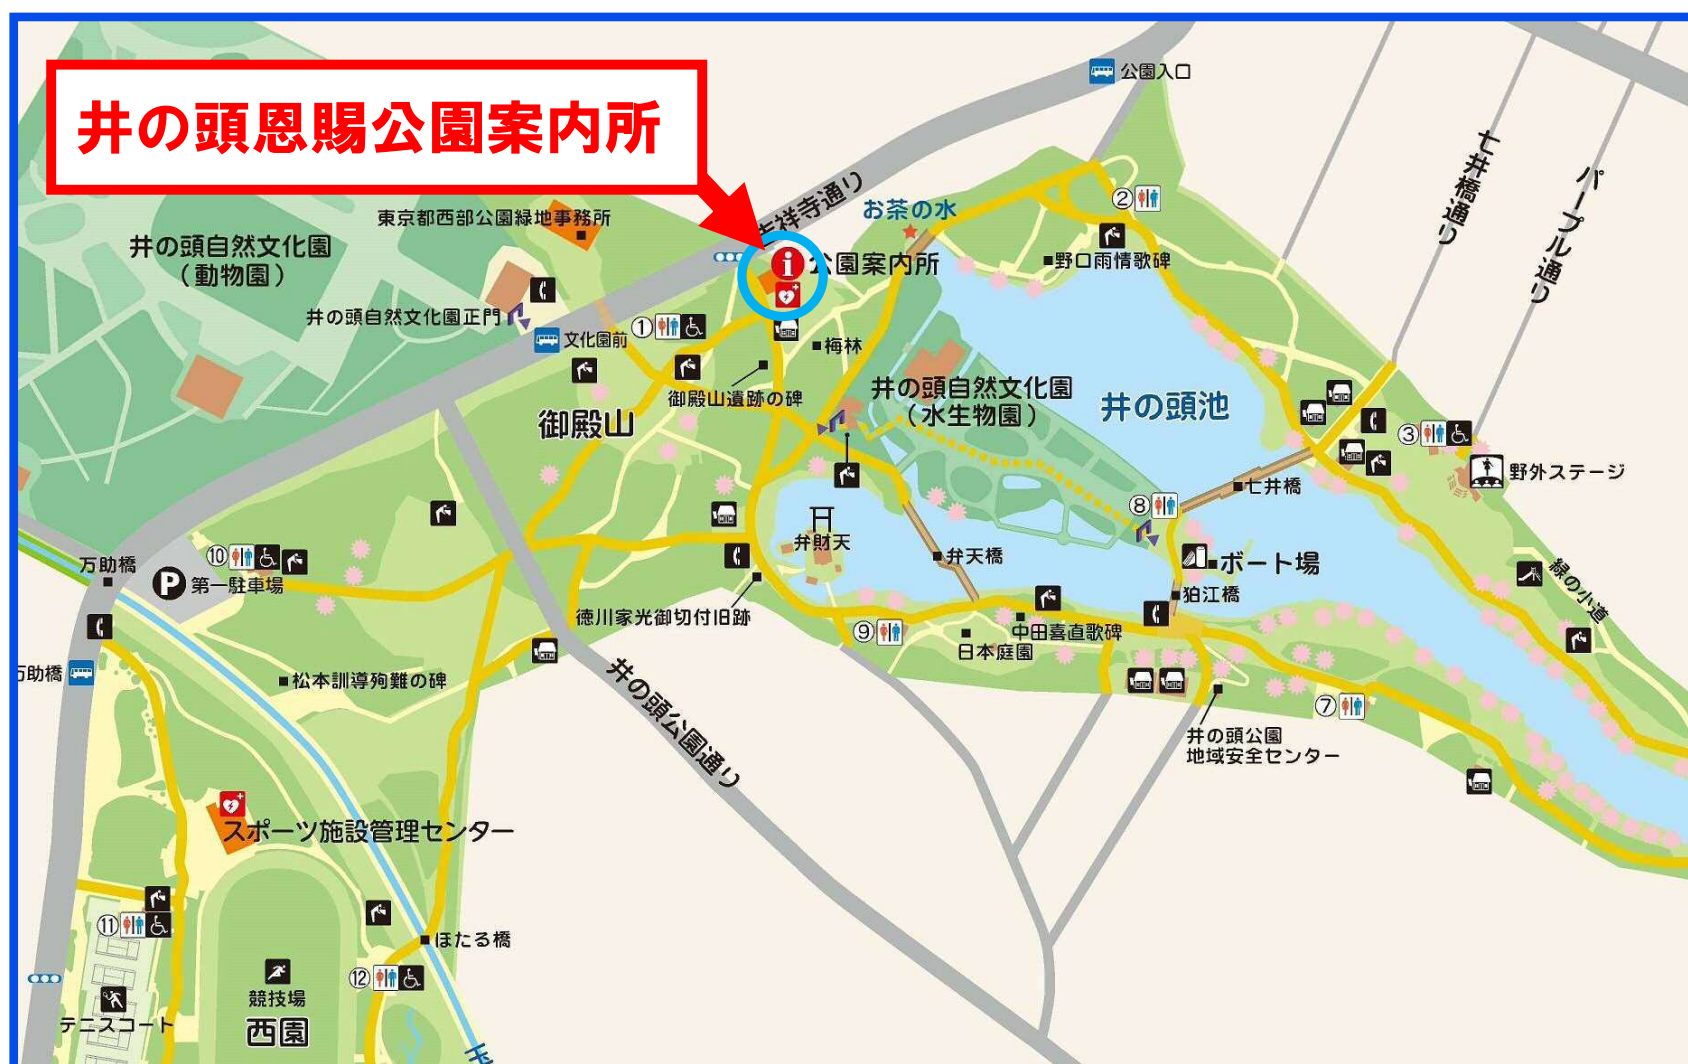 井の頭恩賜公園案内所
公園入口
七井橋通り
パープル通り
吉祥寺通り
お茶の水
②
東京都西部公園緑地事務所
井の頭自然文化園
(動物園)
公園案内所
野口雨情歌碑
井の頭自然文化園正門
文化園前
①
梅林
御殿山遺跡の碑
御殿山
井の頭自然文化園
(水生物園)
井の頭池
③
野外ステージ
七井橋
⑧
弁財天
弁天橋
ボート場
狛江橋
緑の小道
万助橋
⑩
P
第一駐車場
徳川家光御切付旧跡
⑨
中田喜直歌碑
日本庭園
万助橋
松本訓導殉難の碑
井の頭公園通り
⑦
井の頭公園
地域安全センター
スポーツ施設管理センター
⑪
ほたる橋
⑫
競技場
西園
テニスコート